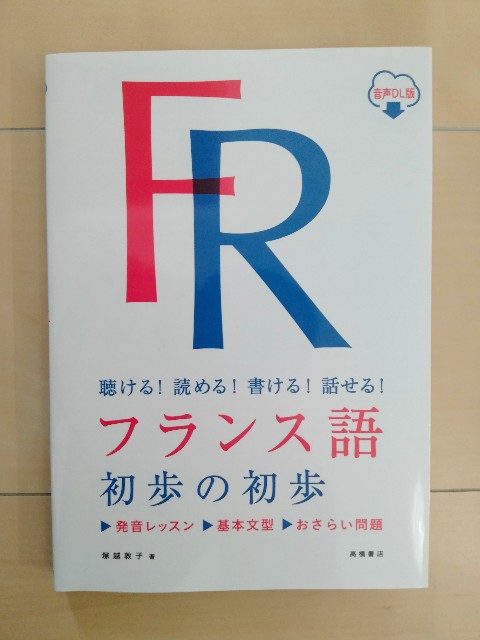 音声DL版
FR
聴ける！読める！書ける！話せる！
フランス語
初歩の初歩
▶発音レッスン ▶基本文型 ▶おさらい問題
塚越敦子 著 高橋書店